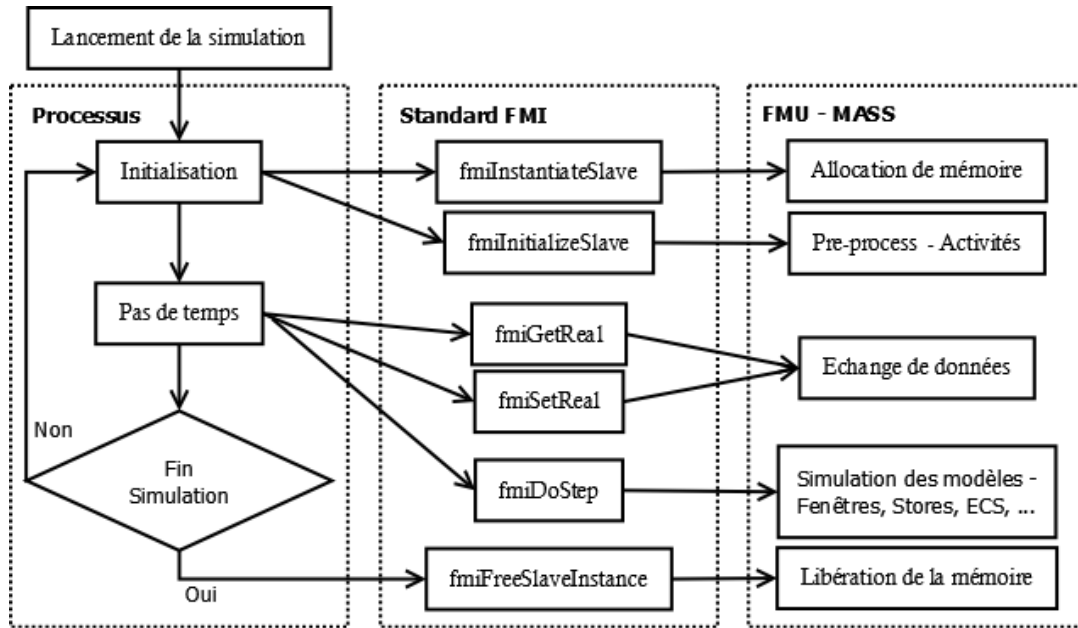 Lancement de la simulation
Processus
Standard FMI
FMU - MASS
Initialisation
fmiInstantiateSlave
Allocation de mémoire
fmiInitializeSlave
Pre-process - Activités
Pas de temps
fmiGetReal
Echange de données
fmiSetReal
Non
Fin
Simulation
fmiDoStep
Simulation des modèles -
Fenêtres, Stores, ECS, ...
Oui
fmiFreeSlaveInstance
Libération de la mémoire